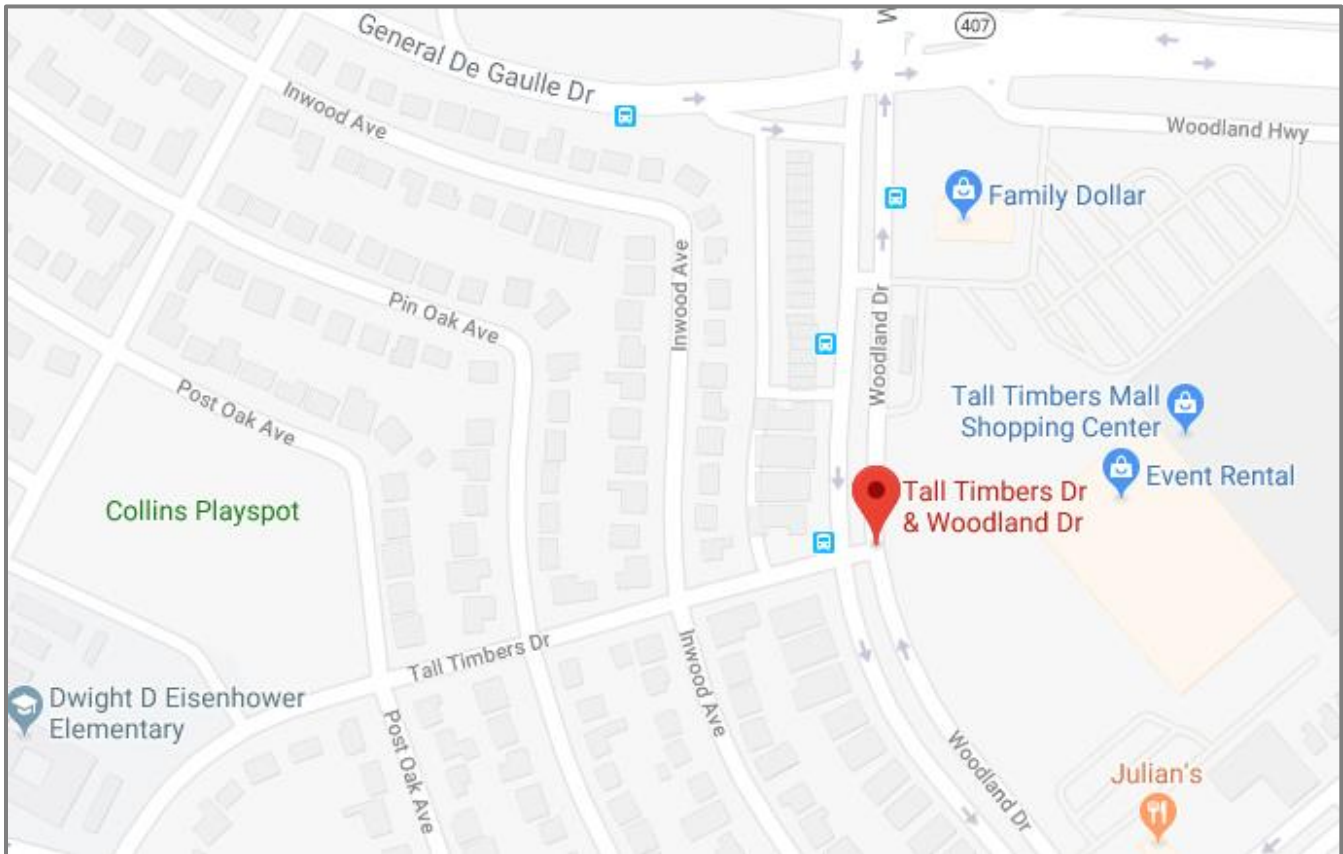 W
407
General De Gaulle Dr
Inwood Ave
Woodland Hwy
Family Dollar
Inwood Ave
Pin Oak Ave
Woodland Dr
Post Oak Ave
Tall Timbers Mall
Shopping Center
Event Rental
Tall Timbers Dr
& Woodland Dr
Collins Playspot
Tall Timbers Dr
Inwood Ave
Dwight D Eisenhower
Elementary
Post Oak Ave
Woodland Dr
Julian's